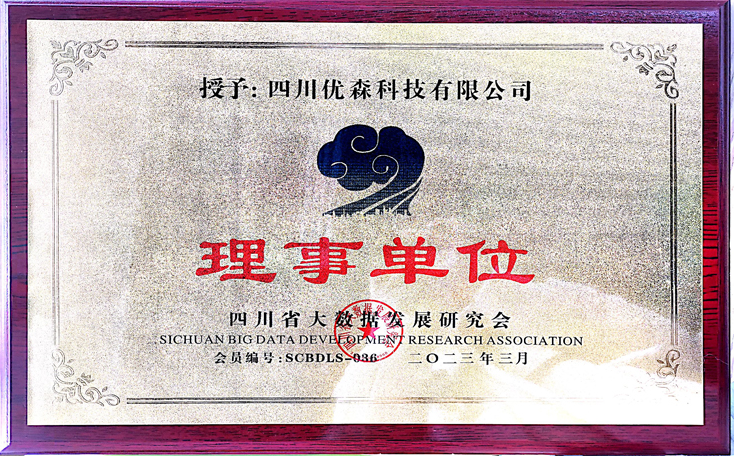 授予：四川优森科技有限公司
理事单位
四川省大数据发展研究会
SICHUAN BIG DATA DEVELOPMENT RESEARCH ASSOCIATION
会员编号：SCBDLS-036 二〇二三年三月